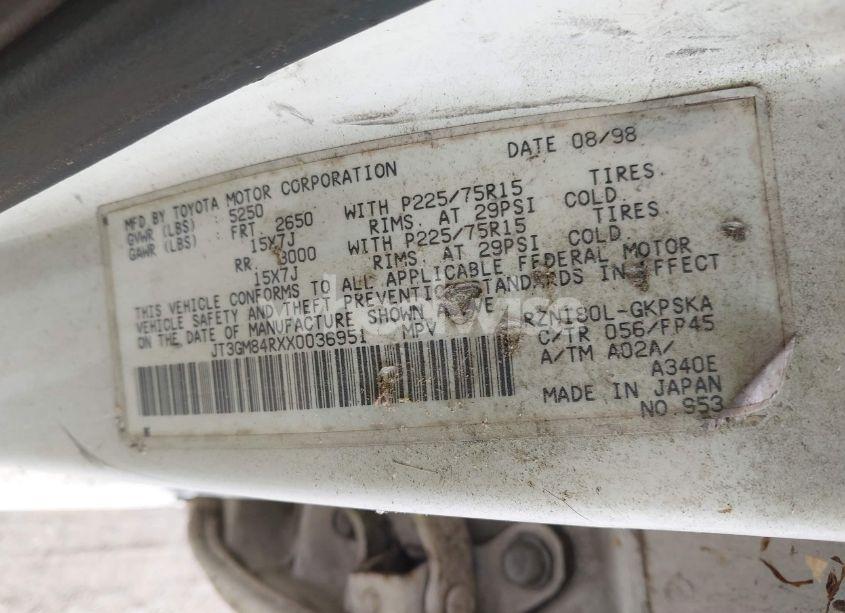 MFD BY TOYOTA MOTOR CORPORATION DATE 08/98
GVWR (LBS) : 5250
GAWR (LBS) : FRT 2650 WITH P225/75R15 TIRES
15X7J RIMS. AT 29PSI COLD
RR 3000 WITH P225/75R15 TIRES
15X7J RIMS. AT 29PSI COLD
THIS VEHICLE CONFORMS TO ALL APPLICABLE FEDERAL MOTOR
VEHICLE SAFETY AND THEFT PREVENTION STANDARDS IN EFFECT
ON THE DATE OF MANUFACTURE SHOWN ABOVE
JT3GM84RXX0036951 MPV
RZN180L-GKPSKA
C/TR 056/FP45
A/TM A02A/
A340E
MADE IN JAPAN
NO S53